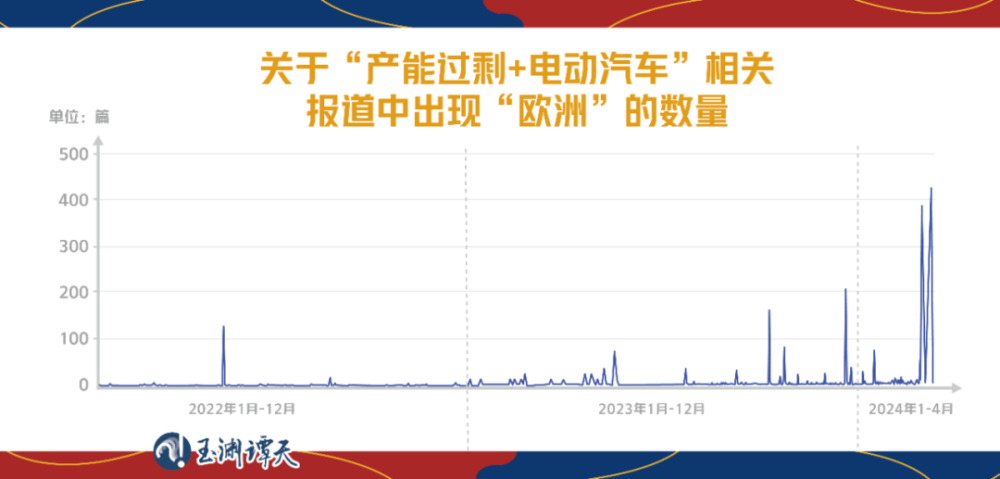 关于“产能过剩+电动汽车”相关
报道中出现“欧洲”的数量
单位：篇
500
400
300
200
100
0
2022年1月-12月
2023年1月-12月
2024年1-4月
玉渊谭天